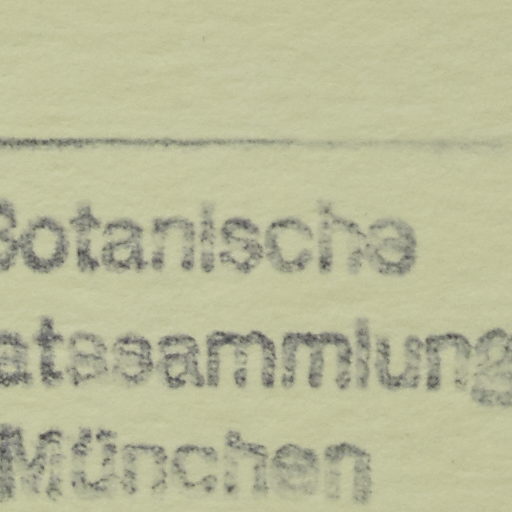 Botanische
atssammlung
München